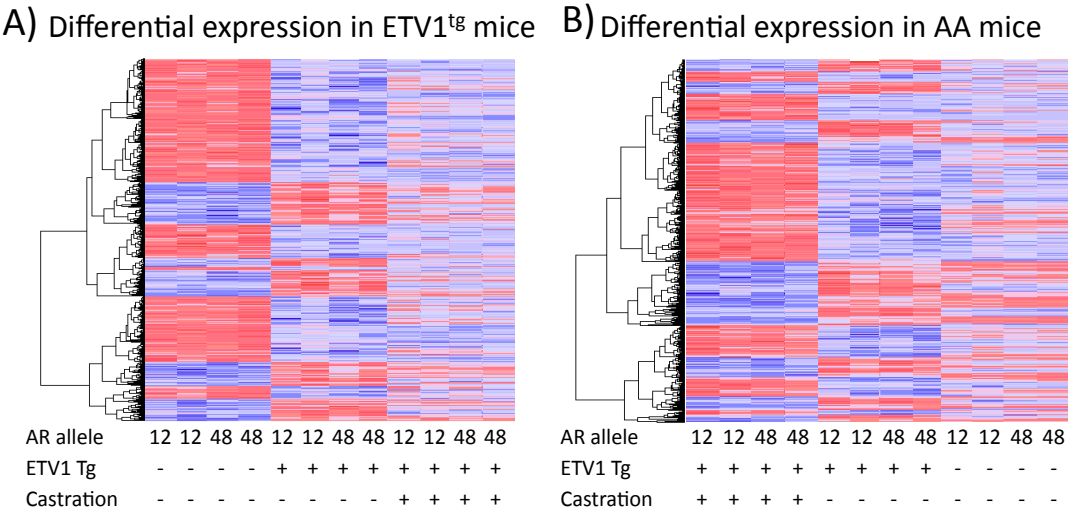 A) Differential expression in ETV1tg mice
B) Differential expression in AA mice
AR allele 12 12 48 48 12 12 48 48 12 12 48 48
ETV1 Tg - - - - + + + + + + + +
Castration - - - - - - - - + + + +
AR allele 12 12 48 48 12 12 48 48 12 12 48 48
ETV1 Tg + + + + + + + + - - - -
Castration + + + + - - - - - - - -